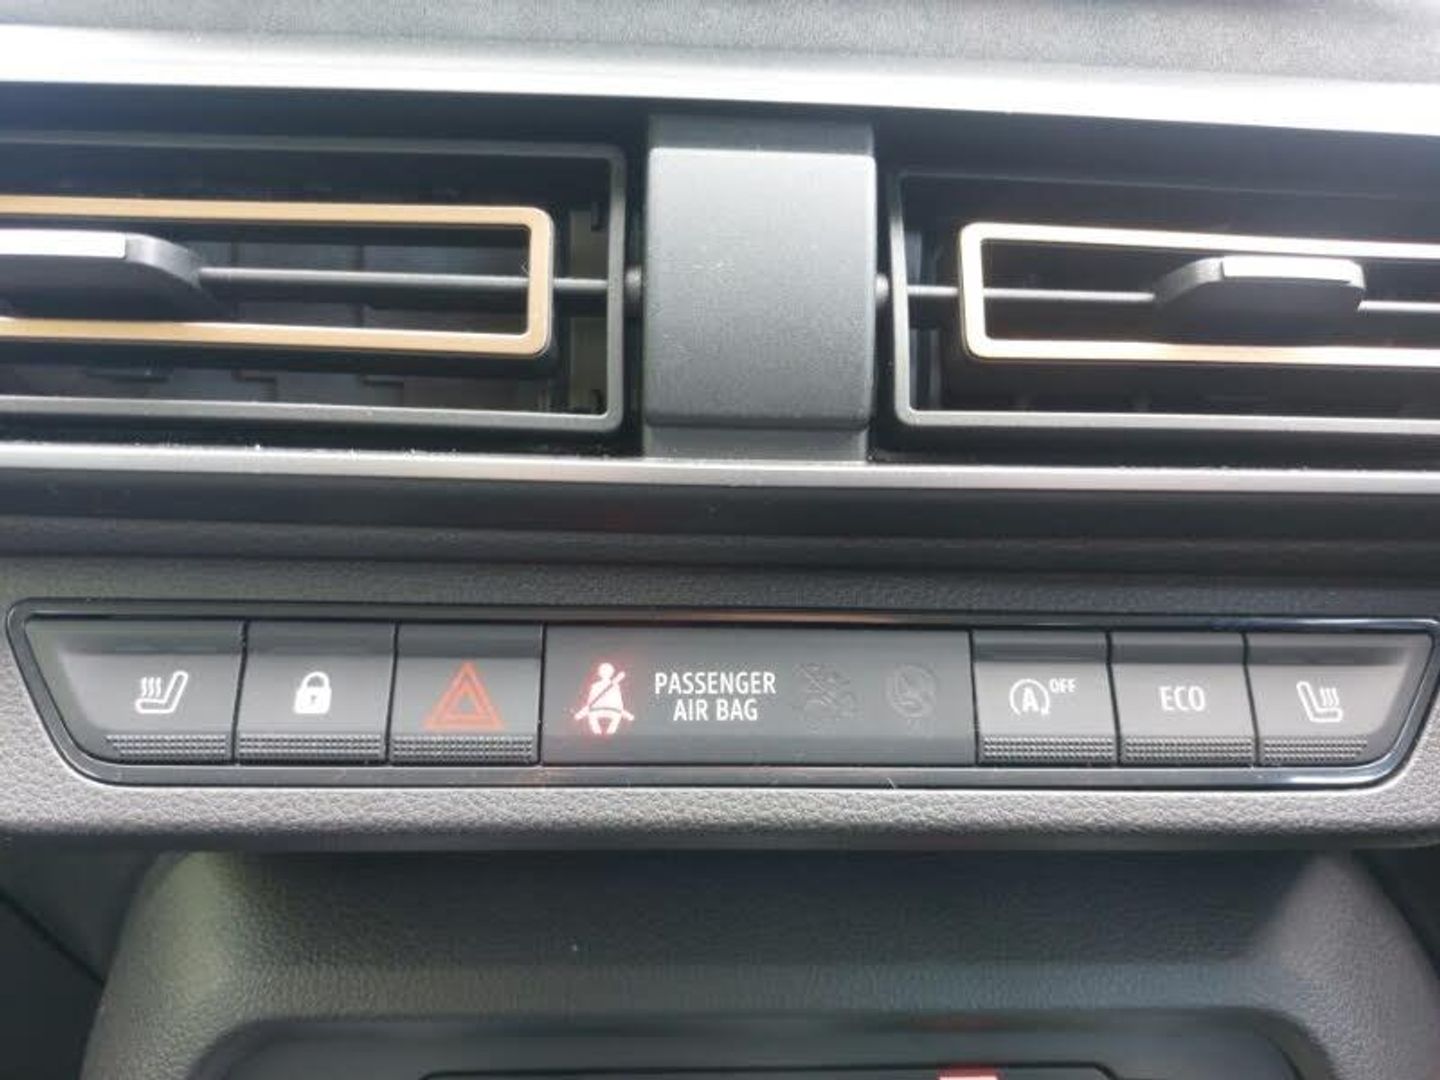 PASSENGER
AIR BAG
A OFF
ECO